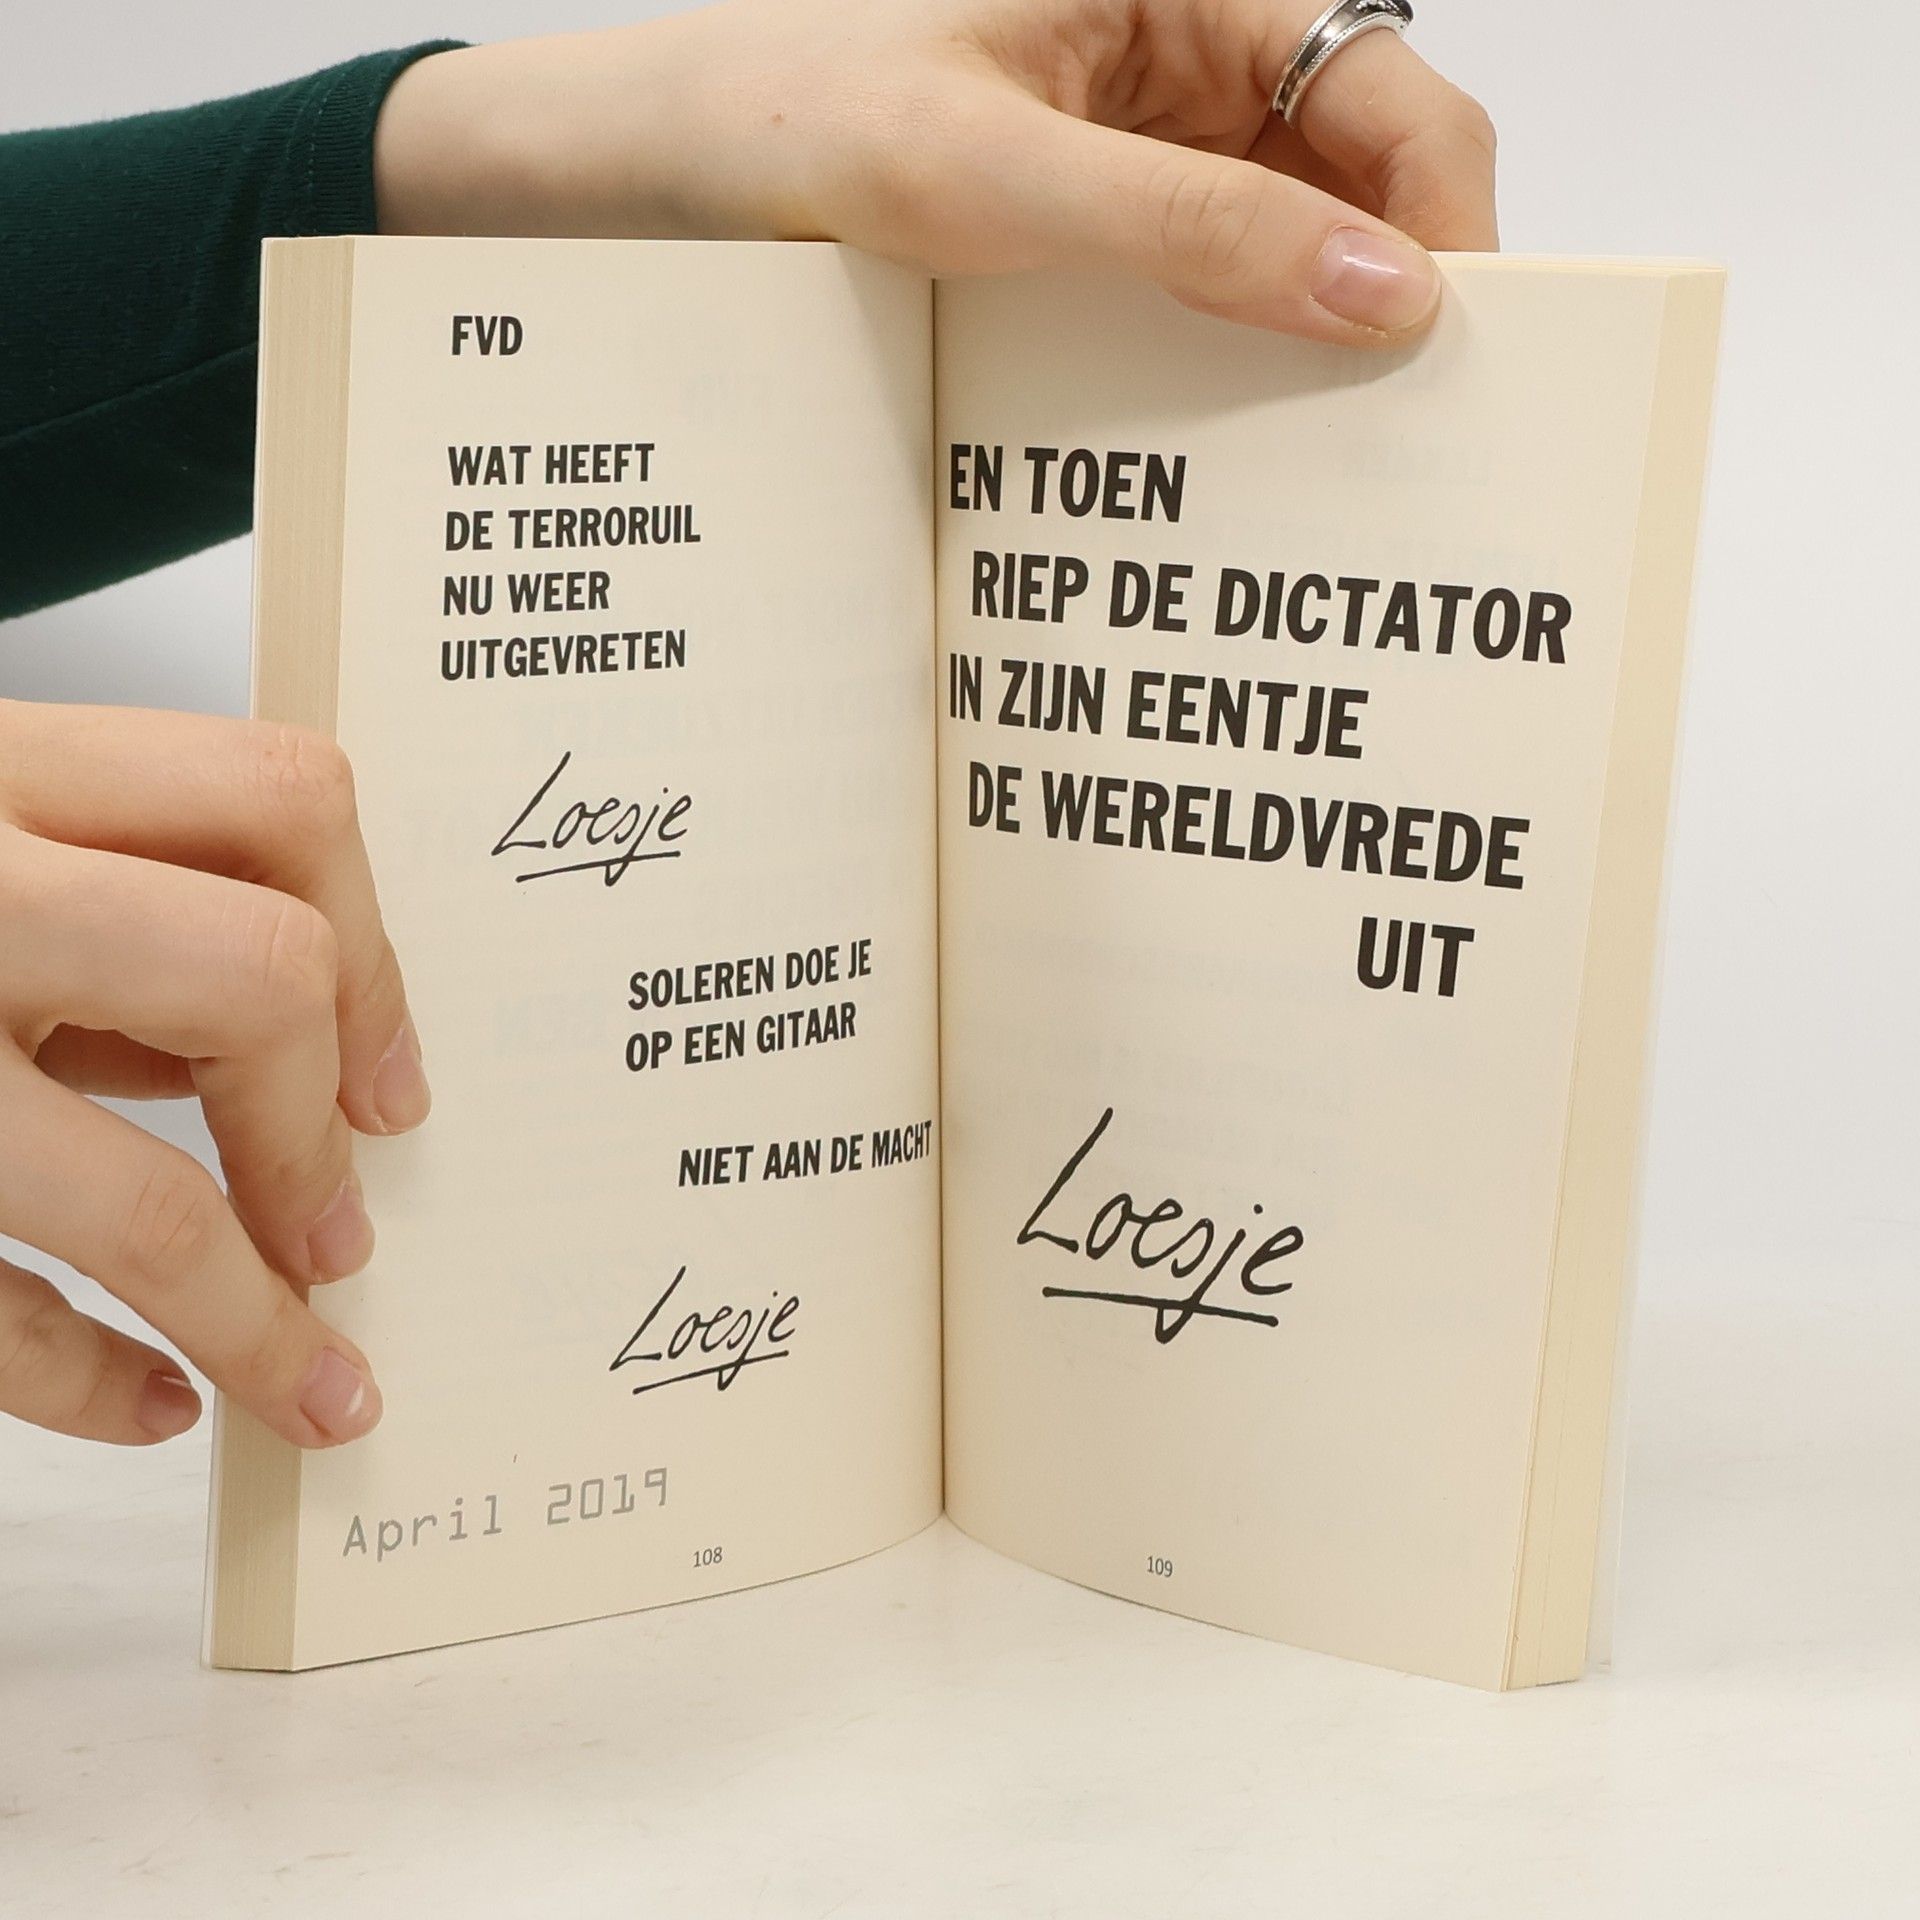 FVD
WAT HEEFT
DE TERRORUIL
NU WEER
UITGEVRETEN
Loesje
SOLEREN DOE JE
OP EEN GITAAR
NIET AAN DE MACHT
Loesje
April 2019
108
EN TOEN
RIEP DE DICTATOR
IN ZIJN EENTJE
DE WERELDVREDE
UIT
Loesje
109